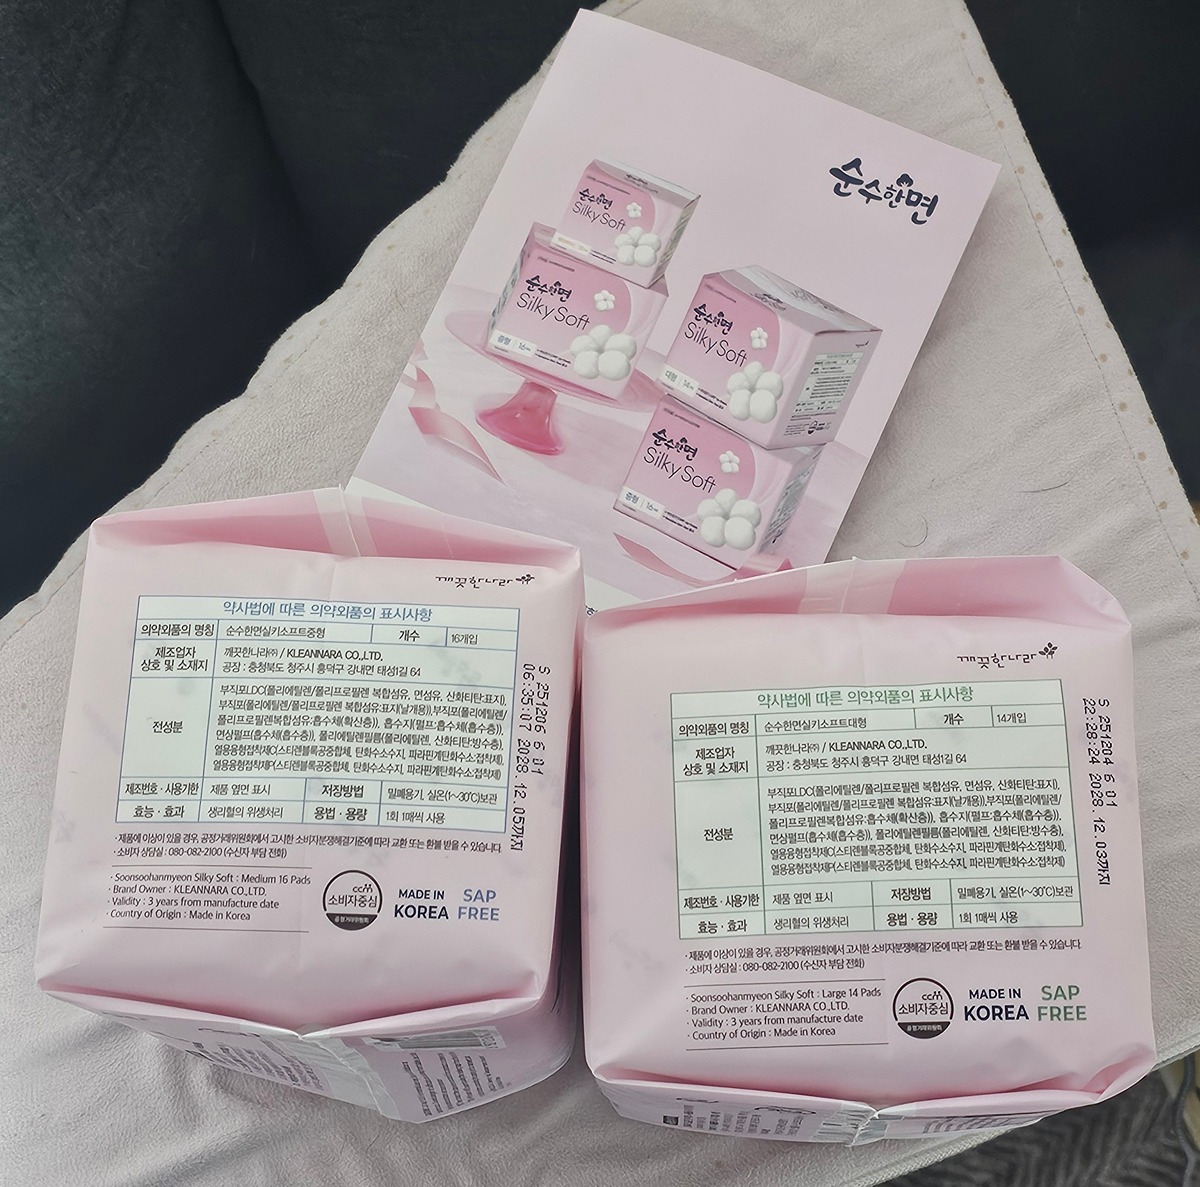 순수한면
순수한면
Silky Soft
순수한면
Silky Soft
중형 16
순수한면
Silky Soft
대형 14
순수한면
Silky Soft
중형 16
깨끗한나라
약사법에 따른 의약외품의 표시사항
의약외품의 명칭 순수한면실키소프트중형 개수 16개입
제조업자 상호 및 소재지
깨끗한나라㈜ / KLEANNARA CO.,LTD.
공장 : 충청북도 청주시 흥덕구 강내면 태성1길 64
전성분
부직포LDC(폴리에틸렌/폴리프로필렌 복합섬유, 면섬유, 산화티탄:표지),
부직포(폴리에틸렌/폴리프로필렌 복합섬유:표지(날개용)),부직포(폴리에틸렌/
폴리프로필렌복합섬유:흡수체(확산층)), 흡수지(펄프:흡수체(흡수층)),
면상펄프(흡수체(흡수층)), 폴리에틸렌필름(폴리에틸렌, 산화티탄:방수층),
열용융형접착제C(스티렌블록공중합체, 탄화수소수지, 파라핀계탄화수소:접착제)
열용융형접착제P(스티렌블록공중합체, 탄화수소수지, 파라핀계탄화수소:접착제)
제조번호·사용기한 제품 옆면 표시 저장방법 밀폐용기, 실온(1~30℃)보관
효능·효과 생리혈의 위생처리 용법·용량 1회 1매씩 사용
· 제품에 이상이 있을 경우, 공정거래위원회에서 고시한 소비자분쟁해결기준에 따라 교환 또는 환불 받을 수 있습니다.
· 소비자 상담실 : 080-082-2100 (수신자 부담 전화)
· Soonsoohanmyeon Silky Soft : Medium 16 Pads
· Brand Owner : KLEANNARA CO.,LTD.
· Validity : 3 years from manufacture date
· Country of Origin : Made in Korea
ccm
소비자중심
공정거래위원회
MADE IN
KOREA
SAP
FREE
S 251206 6 01
06:35:07 2028.12.05까지
깨끗한나라
약사법에 따른 의약외품의 표시사항
의약외품의 명칭 순수한면실키소프트대형 개수 14개입
제조업자 상호 및 소재지
깨끗한나라㈜ / KLEANNARA CO.,LTD.
공장 : 충청북도 청주시 흥덕구 강내면 태성1길 64
전성분
부직포LDC(폴리에틸렌/폴리프로필렌 복합섬유, 면섬유, 산화티탄:표지),
부직포(폴리에틸렌/폴리프로필렌 복합섬유:표지(날개용)),부직포(폴리에틸렌/
폴리프로필렌복합섬유:흡수체(확산층)), 흡수지(펄프:흡수체(흡수층)),
면상펄프(흡수체(흡수층)), 폴리에틸렌필름(폴리에틸렌, 산화티탄:방수층),
열용융형접착제C(스티렌블록공중합체, 탄화수소수지, 파라핀계탄화수소:접착제),
열용융형접착제P(스티렌블록공중합체, 탄화수소수지, 파라핀계탄화수소:접착제)
제조번호·사용기한 제품 옆면 표시 저장방법 밀폐용기, 실온(1~30℃)보관
효능·효과 생리혈의 위생처리 용법·용량 1회 1매씩 사용
· 제품에 이상이 있을 경우, 공정거래위원회에서 고시한 소비자분쟁해결기준에 따라 교환 또는 환불 받을 수 있습니다.
· 소비자 상담실 : 080-082-2100 (수신자 부담 전화)
· Soonsoohanmyeon Silky Soft : Large 14 Pads
· Brand Owner : KLEANNARA CO.,LTD.
· Validity : 3 years from manufacture date
· Country of Origin : Made in Korea
ccm
소비자중심
공정거래위원회
MADE IN
KOREA
SAP
FREE
S 251204 6 01
22:28:24 2028.12.03까지